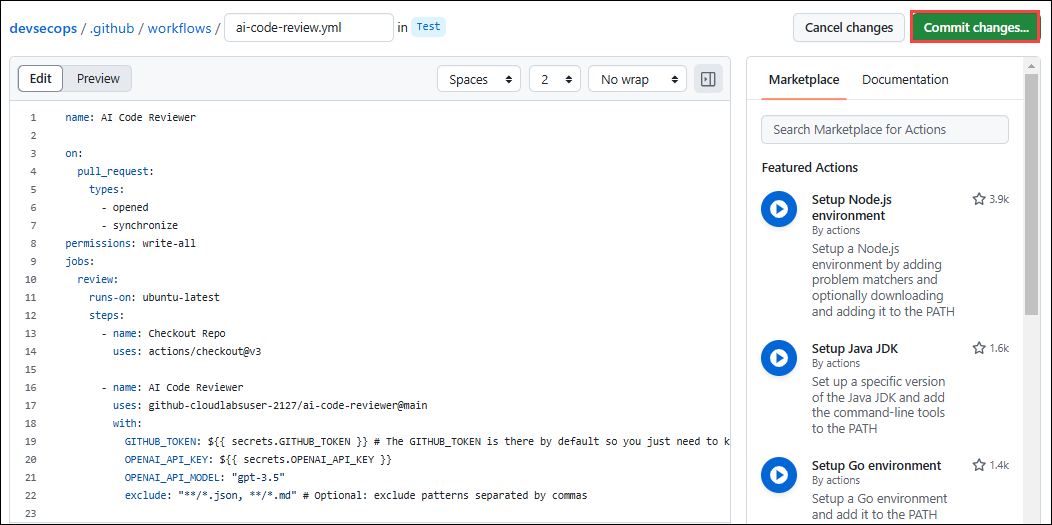 devsecops / .github / workflows / ai-code-review.yml in Test
Cancel changes
Commit changes...
Edit
Preview
Spaces
2
No wrap
1 name: AI Code Reviewer
2
3 on:
4 pull_request:
5 types:
6 - opened
7 - synchronize
8 permissions: write-all
9 jobs:
10 review:
11 runs-on: ubuntu-latest
12 steps:
13 - name: Checkout Repo
14 uses: actions/checkout@v3
15
16 - name: AI Code Reviewer
17 uses: github-cloudlabsuser-2127/ai-code-reviewer@main
18 with:
19 GITHUB_TOKEN: ${{ secrets.GITHUB_TOKEN }} # The GITHUB_TOKEN is there by default so you just need to k
20 OPENAI_API_KEY: ${{ secrets.OPENAI_API_KEY }}
21 OPENAI_API_MODEL: "gpt-3.5"
22 exclude: "**/*.json, **/*.md" # Optional: exclude patterns separated by commas
23
Marketplace
Documentation
Search Marketplace for Actions
Featured Actions
Setup Node.js
environment
3.9k
By actions
Setup a Node.js
environment by adding
problem matchers and
optionally downloading
and adding it to the PATH
Setup Java JDK
1.6k
By actions
Set up a specific version
of the Java JDK and add
the command-line tools
to the PATH
Setup Go environment
1.4k
By actions
Setup a Go environment
and add it to the PATH